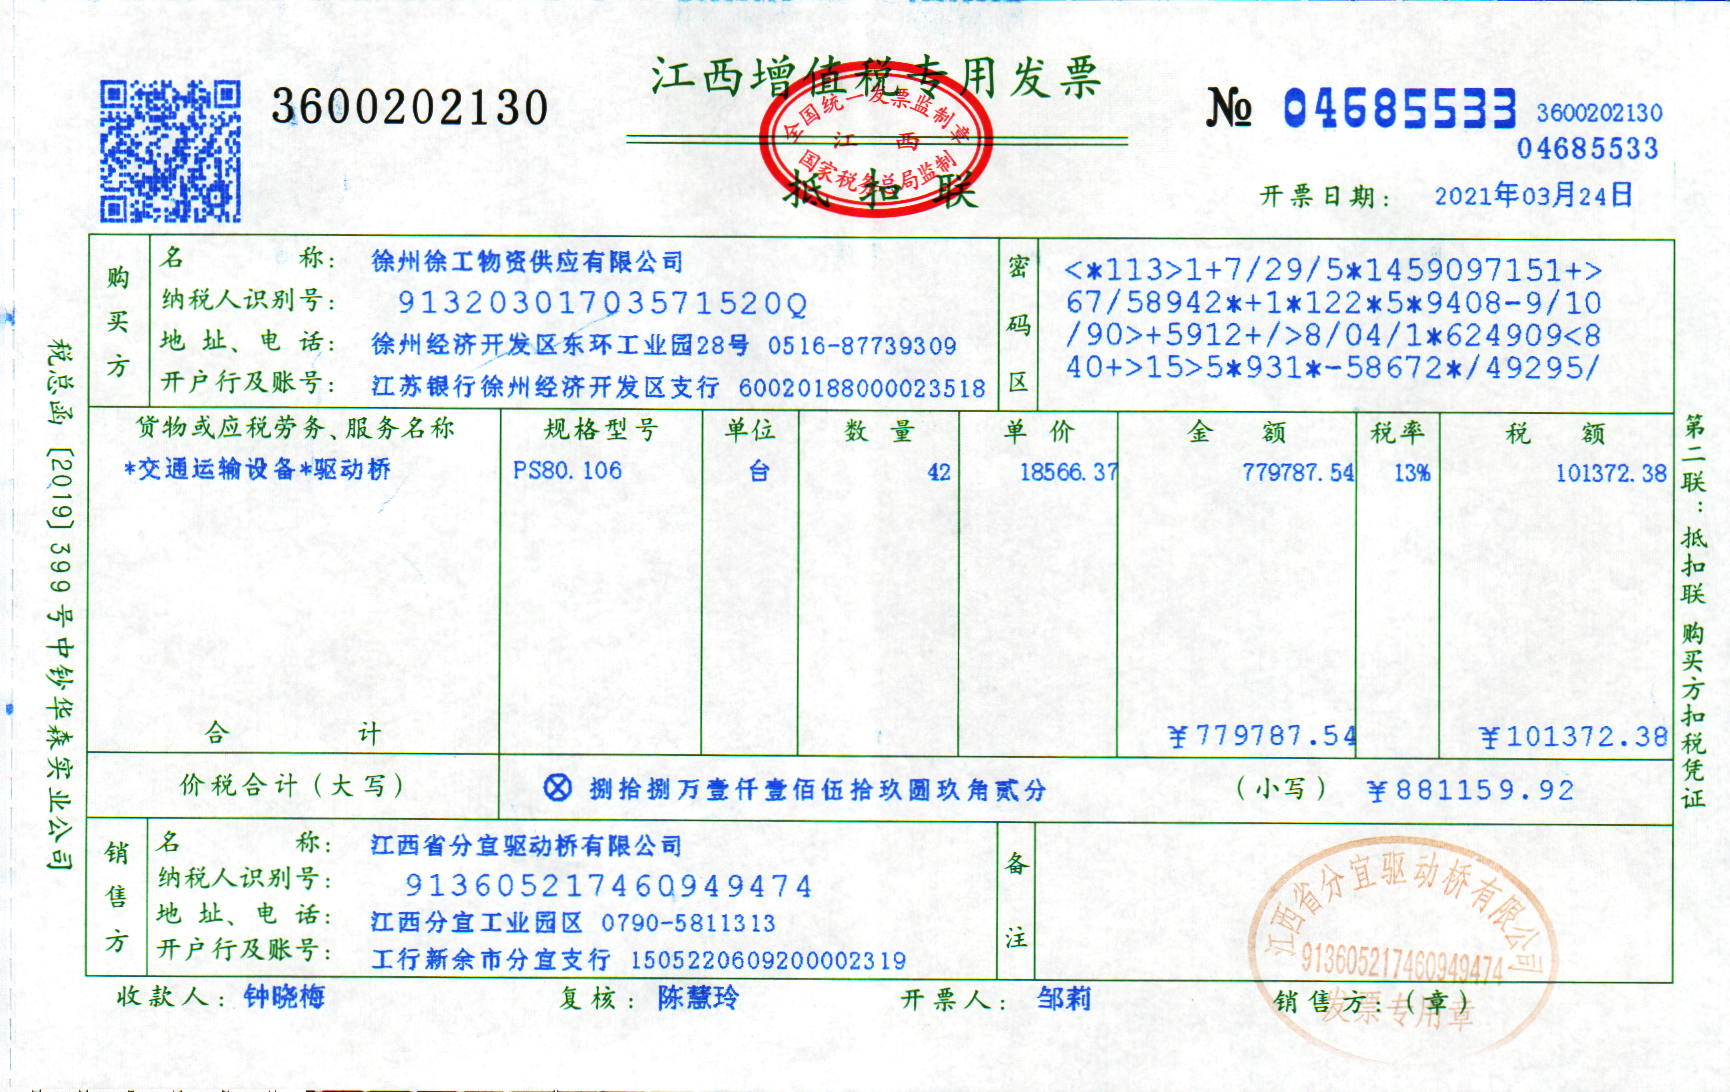 江西增值税专用发票
3600202130
全国统一发票监制章
江 西
国家税务总局监制
抵扣联
№ 04685533
3600202130
04685533
开票日期: 2021年03月24日
购买方
名称: 徐州徐工物资供应有限公司
纳税人识别号: 91320301703571520Q
地址、电话: 徐州经济开发区东环工业园28号 0516-87739309
开户行及账号: 江苏银行徐州经济开发区支行 60020188000023518
密码区
<*113>1+7/29/5*1459097151+>
67/58942*+1*122*5*9408-9/10
/90>+5912+/>8/04/1*624909<8
40+>15>5*931*-58672*/49295/
货物或应税劳务、服务名称 规格型号 单位 数量 单价 金额 税率 税额
*交通运输设备*驱动桥 PS80.106 台 42 18566.37 779787.54 13% 101372.38
合计 ¥779787.54 ¥101372.38
价税合计(大写) ⊗捌拾捌万壹仟壹佰伍拾玖圆玖角贰分 (小写) ¥881159.92
销售方
名称: 江西省分宜驱动桥有限公司
纳税人识别号: 913605217460949474
地址、电话: 江西分宜工业园区 0790-5811313
开户行及账号: 工行新余市分宜支行 1505220609200002319
备注
江西省分宜驱动桥有限公司
913605217460949474
发票专用章
收款人: 钟晓梅 复核: 陈慧玲 开票人: 邹莉 销售方:(章)
税总函[2019]399号中钞华森实业公司
第二联:抵扣联 购买方扣税凭证